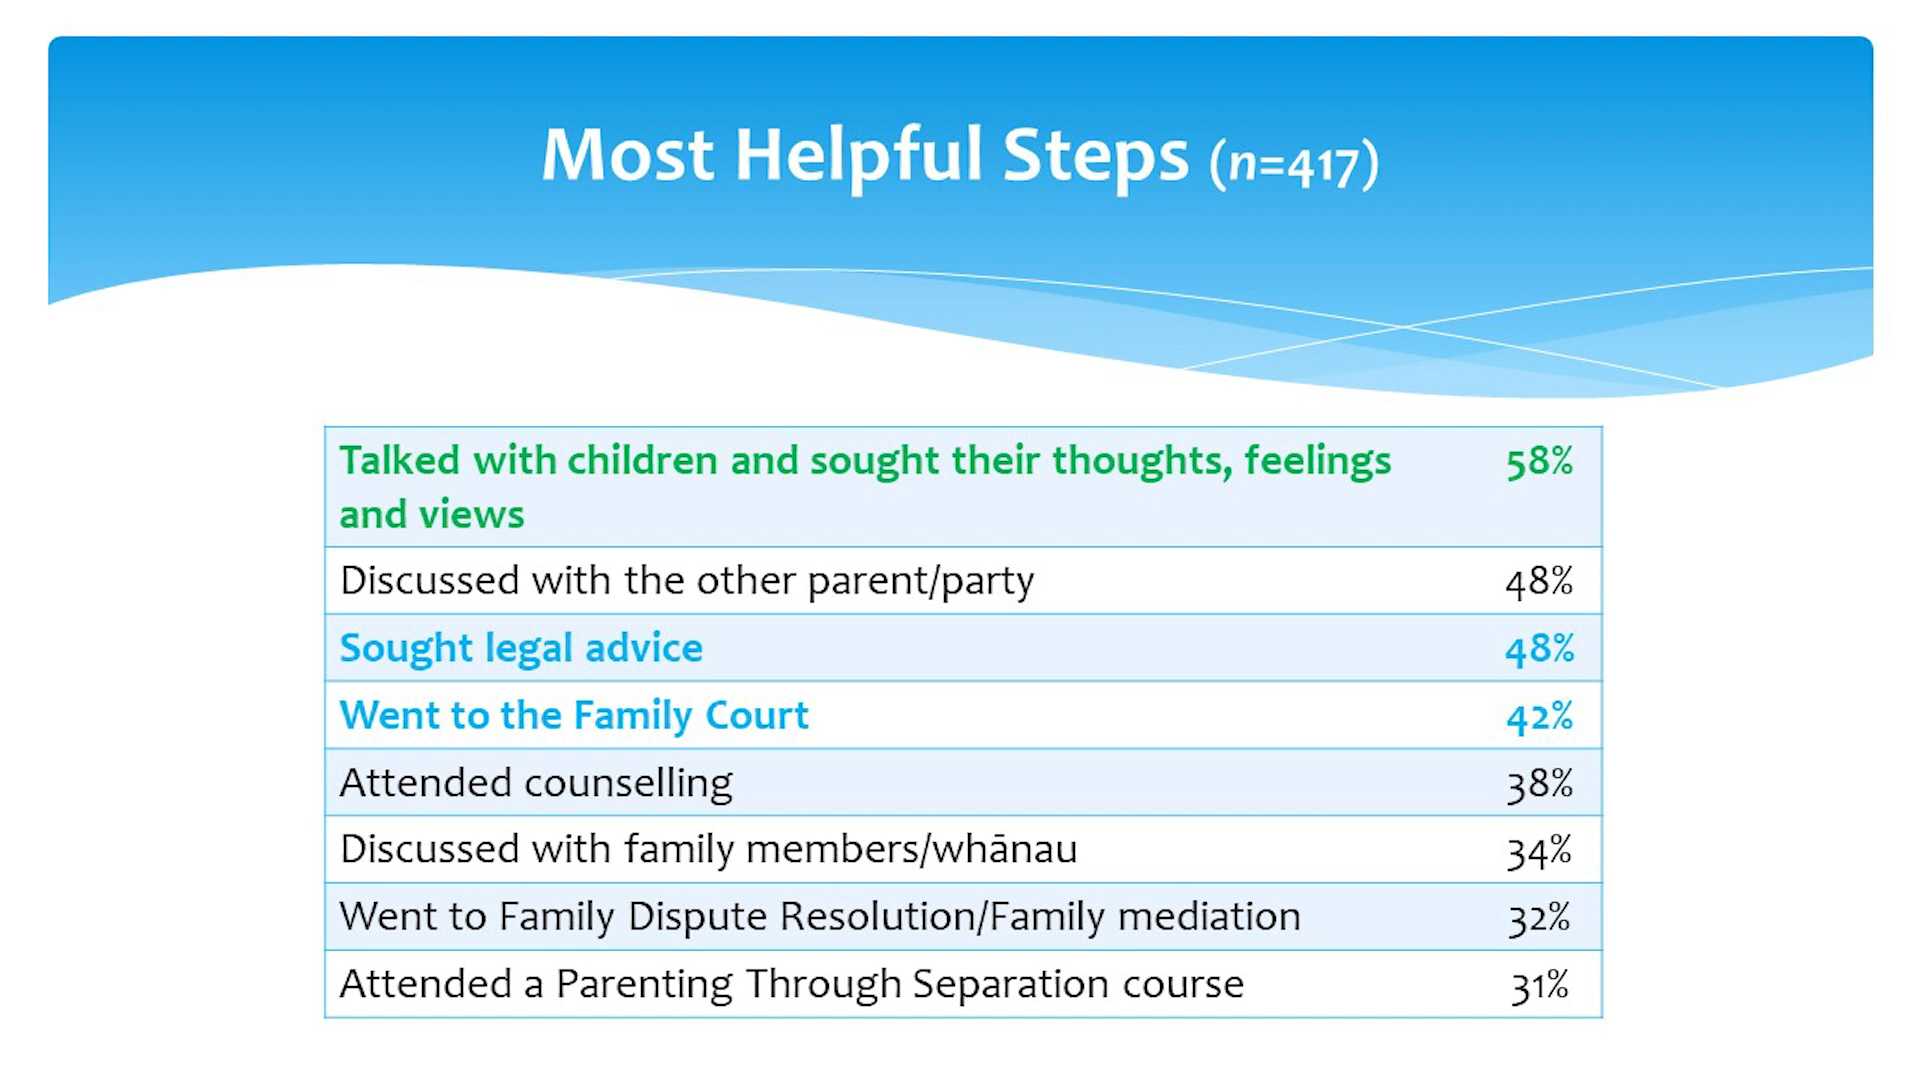 Most Helpful Steps (n=417)
Talked with children and sought their thoughts, feelings 58%
and views
Discussed with the other parent/party 48%
Sought legal advice 48%
Went to the Family Court 42%
Attended counselling 38%
Discussed with family members/whānau 34%
Went to Family Dispute Resolution/Family mediation 32%
Attended a Parenting Through Separation course 31%